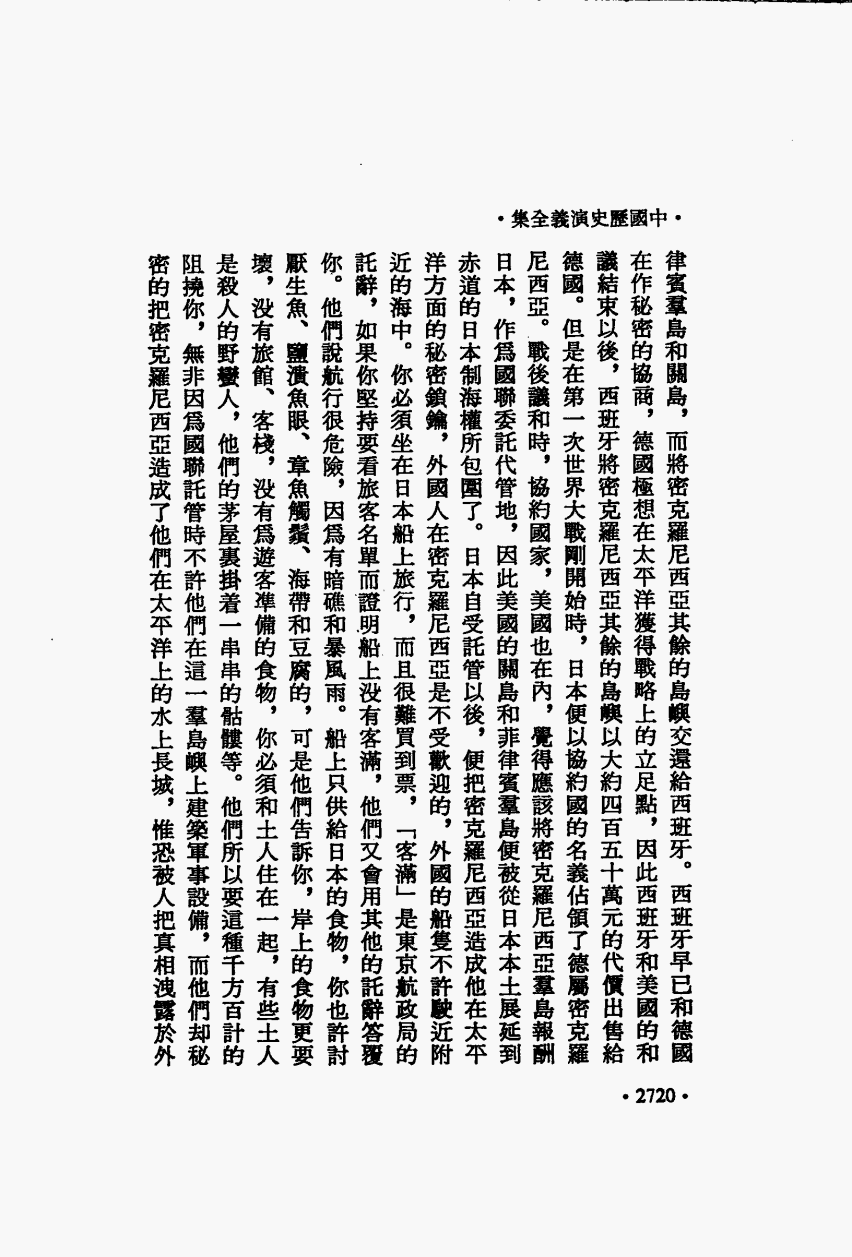 •中國歷史演義全集•
律賓羣島和關島，而將密克羅尼西亞其餘的島嶼交還給西班牙。西班牙早已和德國
在作秘密的協商，德國極想在太平洋獲得戰略上的立足點，因此西班牙和美國的和
議結束以後，西班牙將密克羅尼西亞其餘的島嶼以大約四百五十萬元的代價出售給
德國。但是在第一次世界大戰剛開始時，日本便以協約國的名義佔領了德屬密克羅
尼西亞。戰後議和時，協約國家，美國也在內，覺得應該將密克羅尼西亞羣島報酬
日本，作爲國聯委託代管地，因此美國的關島和菲律賓羣島便被從日本本土展延到
赤道的日本制海權所包圍了。日本自受託管以後，便把密克羅尼西亞造成他在太平
洋方面的秘密鎖鑰，外國人在密克羅尼西亞是不受歡迎的，外國的船隻不許駛近附
近的海中。你必須坐在日本船上旅行，而且很難買到票，「客滿」是東京航政局的
託辭，如果你堅持要看旅客名單而證明船上没有客滿，他們又會用其他的託辭答覆
你。他們說航行很危險，因爲有暗礁和暴風雨。船上只供給日本的食物，你也許討
厭生魚、鹽漬魚眼、章魚觸鬚、海帶和豆腐的，可是他們告訴你，岸上的食物更要
壞，没有旅館、客棧，没有爲遊客準備的食物，你必須和土人住在一起，有些土人
是殺人的野蠻人，他們的茅屋裏掛着一串串的骷髏等。他們所以要這種千方百計的
阻撓你，無非因爲國聯託管時不許他們在這一羣島嶼上建築軍事設備，而他們却秘
密的把密克羅尼西亞造成了他們在太平洋上的水上長城，惟恐被人把真相洩露於外
•2720•